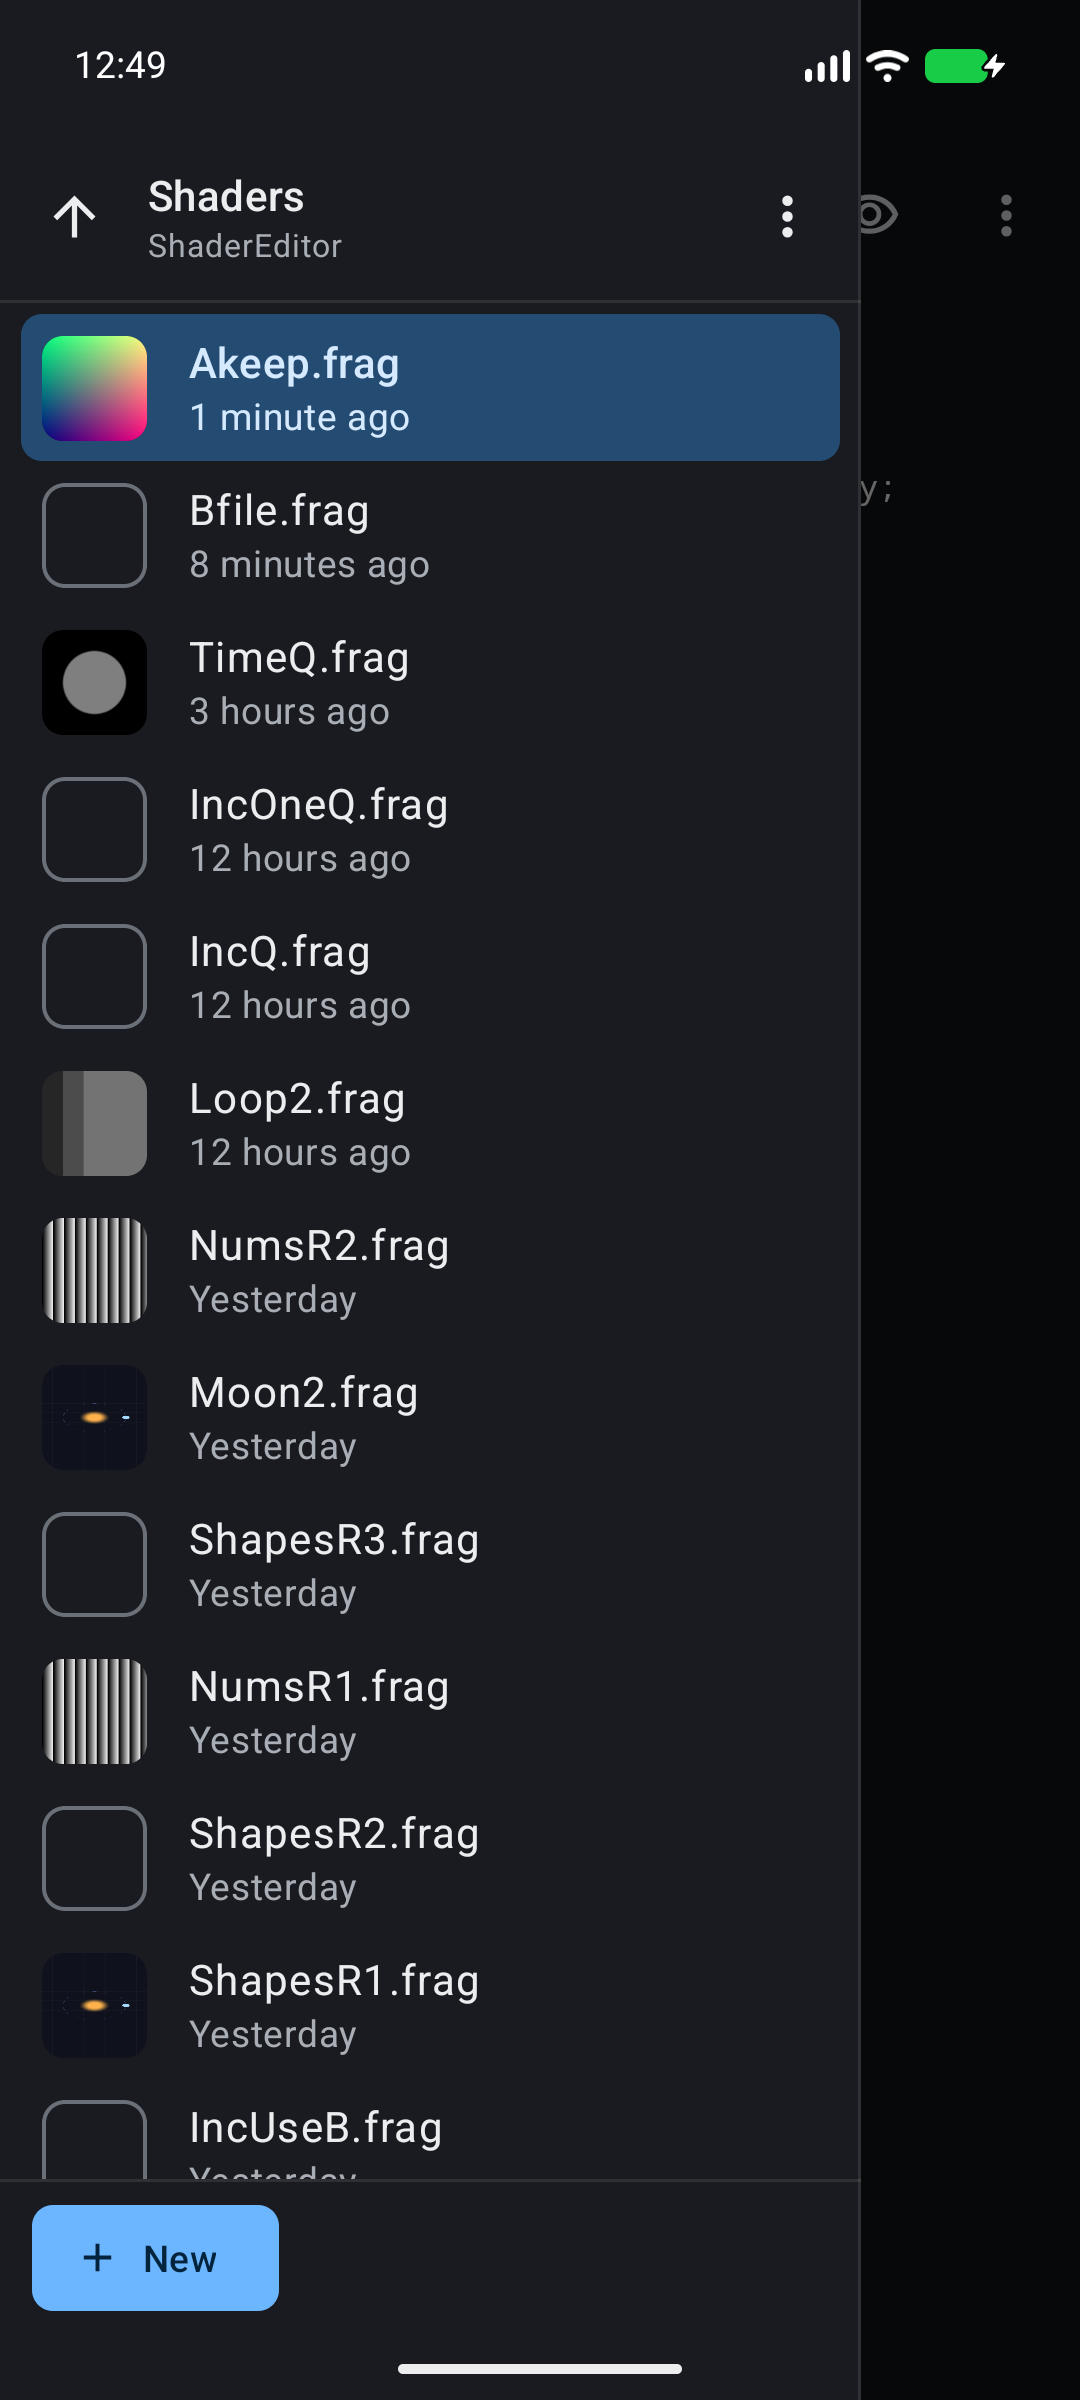 12:49
Shaders
ShaderEditor
Akeep.frag
1 minute ago
y;
Bfile.frag
8 minutes ago
TimeQ.frag
3 hours ago
IncOneQ.frag
12 hours ago
IncQ.frag
12 hours ago
Loop2.frag
12 hours ago
NumsR2.frag
Yesterday
Moon2.frag
Yesterday
ShapesR3.frag
Yesterday
NumsR1.frag
Yesterday
ShapesR2.frag
Yesterday
ShapesR1.frag
Yesterday
IncUseB.frag
Yesterday
New